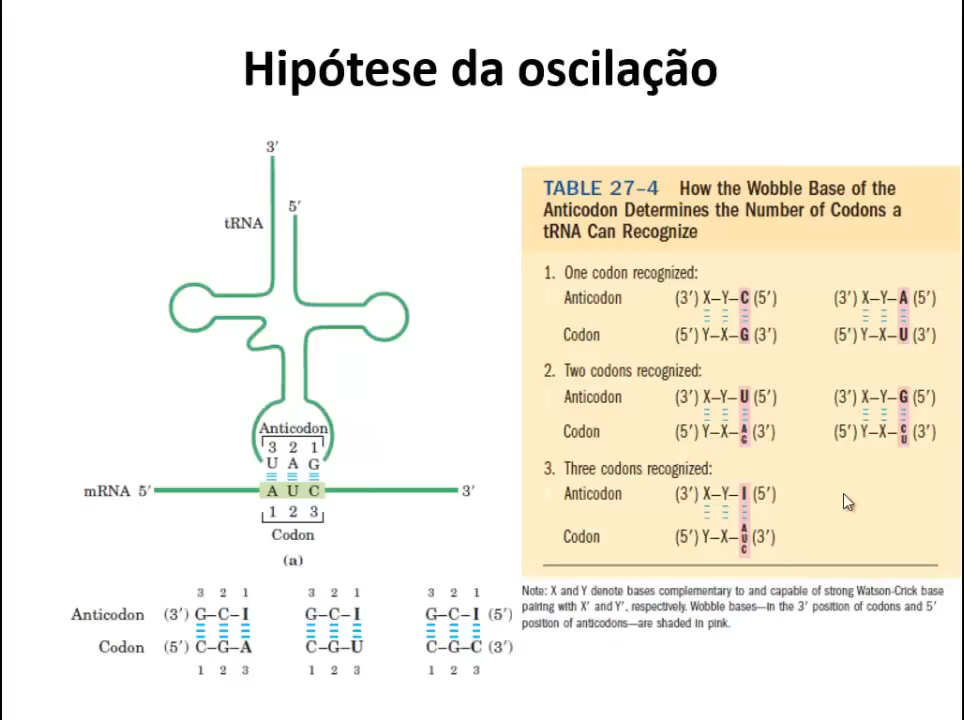 Hipótese da oscilação
3′
5′
tRNA
Anticodon
3 2 1
U A G
mRNA 5′ A U C 3′
1 2 3
Codon
(a)
3 2 1 3 2 1 3 2 1
Anticodon (3′) G–C–I G–C–I G–C–I (5′)
Codon (5′) C–G–A C–G–U C–G–C (3′)
1 2 3 1 2 3 1 2 3
TABLE 27–4 How the Wobble Base of the
Anticodon Determines the Number of Codons a
tRNA Can Recognize
1. One codon recognized:
Anticodon (3′) X–Y–C (5′) (3′) X–Y–A (5′)
Codon (5′) Y–X–G (3′) (5′) Y–X–U (3′)
2. Two codons recognized:
Anticodon (3′) X–Y–U (5′) (3′) X–Y–G (5′)
Codon (5′) Y–X–A G (3′) (5′) Y–X–C U (3′)
3. Three codons recognized:
Anticodon (3′) X–Y–I (5′)
Codon (5′) Y–X–A U C (3′)
Note: X and Y denote bases complementary to and capable of strong Watson-Crick base
pairing with X′ and Y′, respectively. Wobble bases—in the 3′ position of codons and 5′
position of anticodons—are shaded in pink.